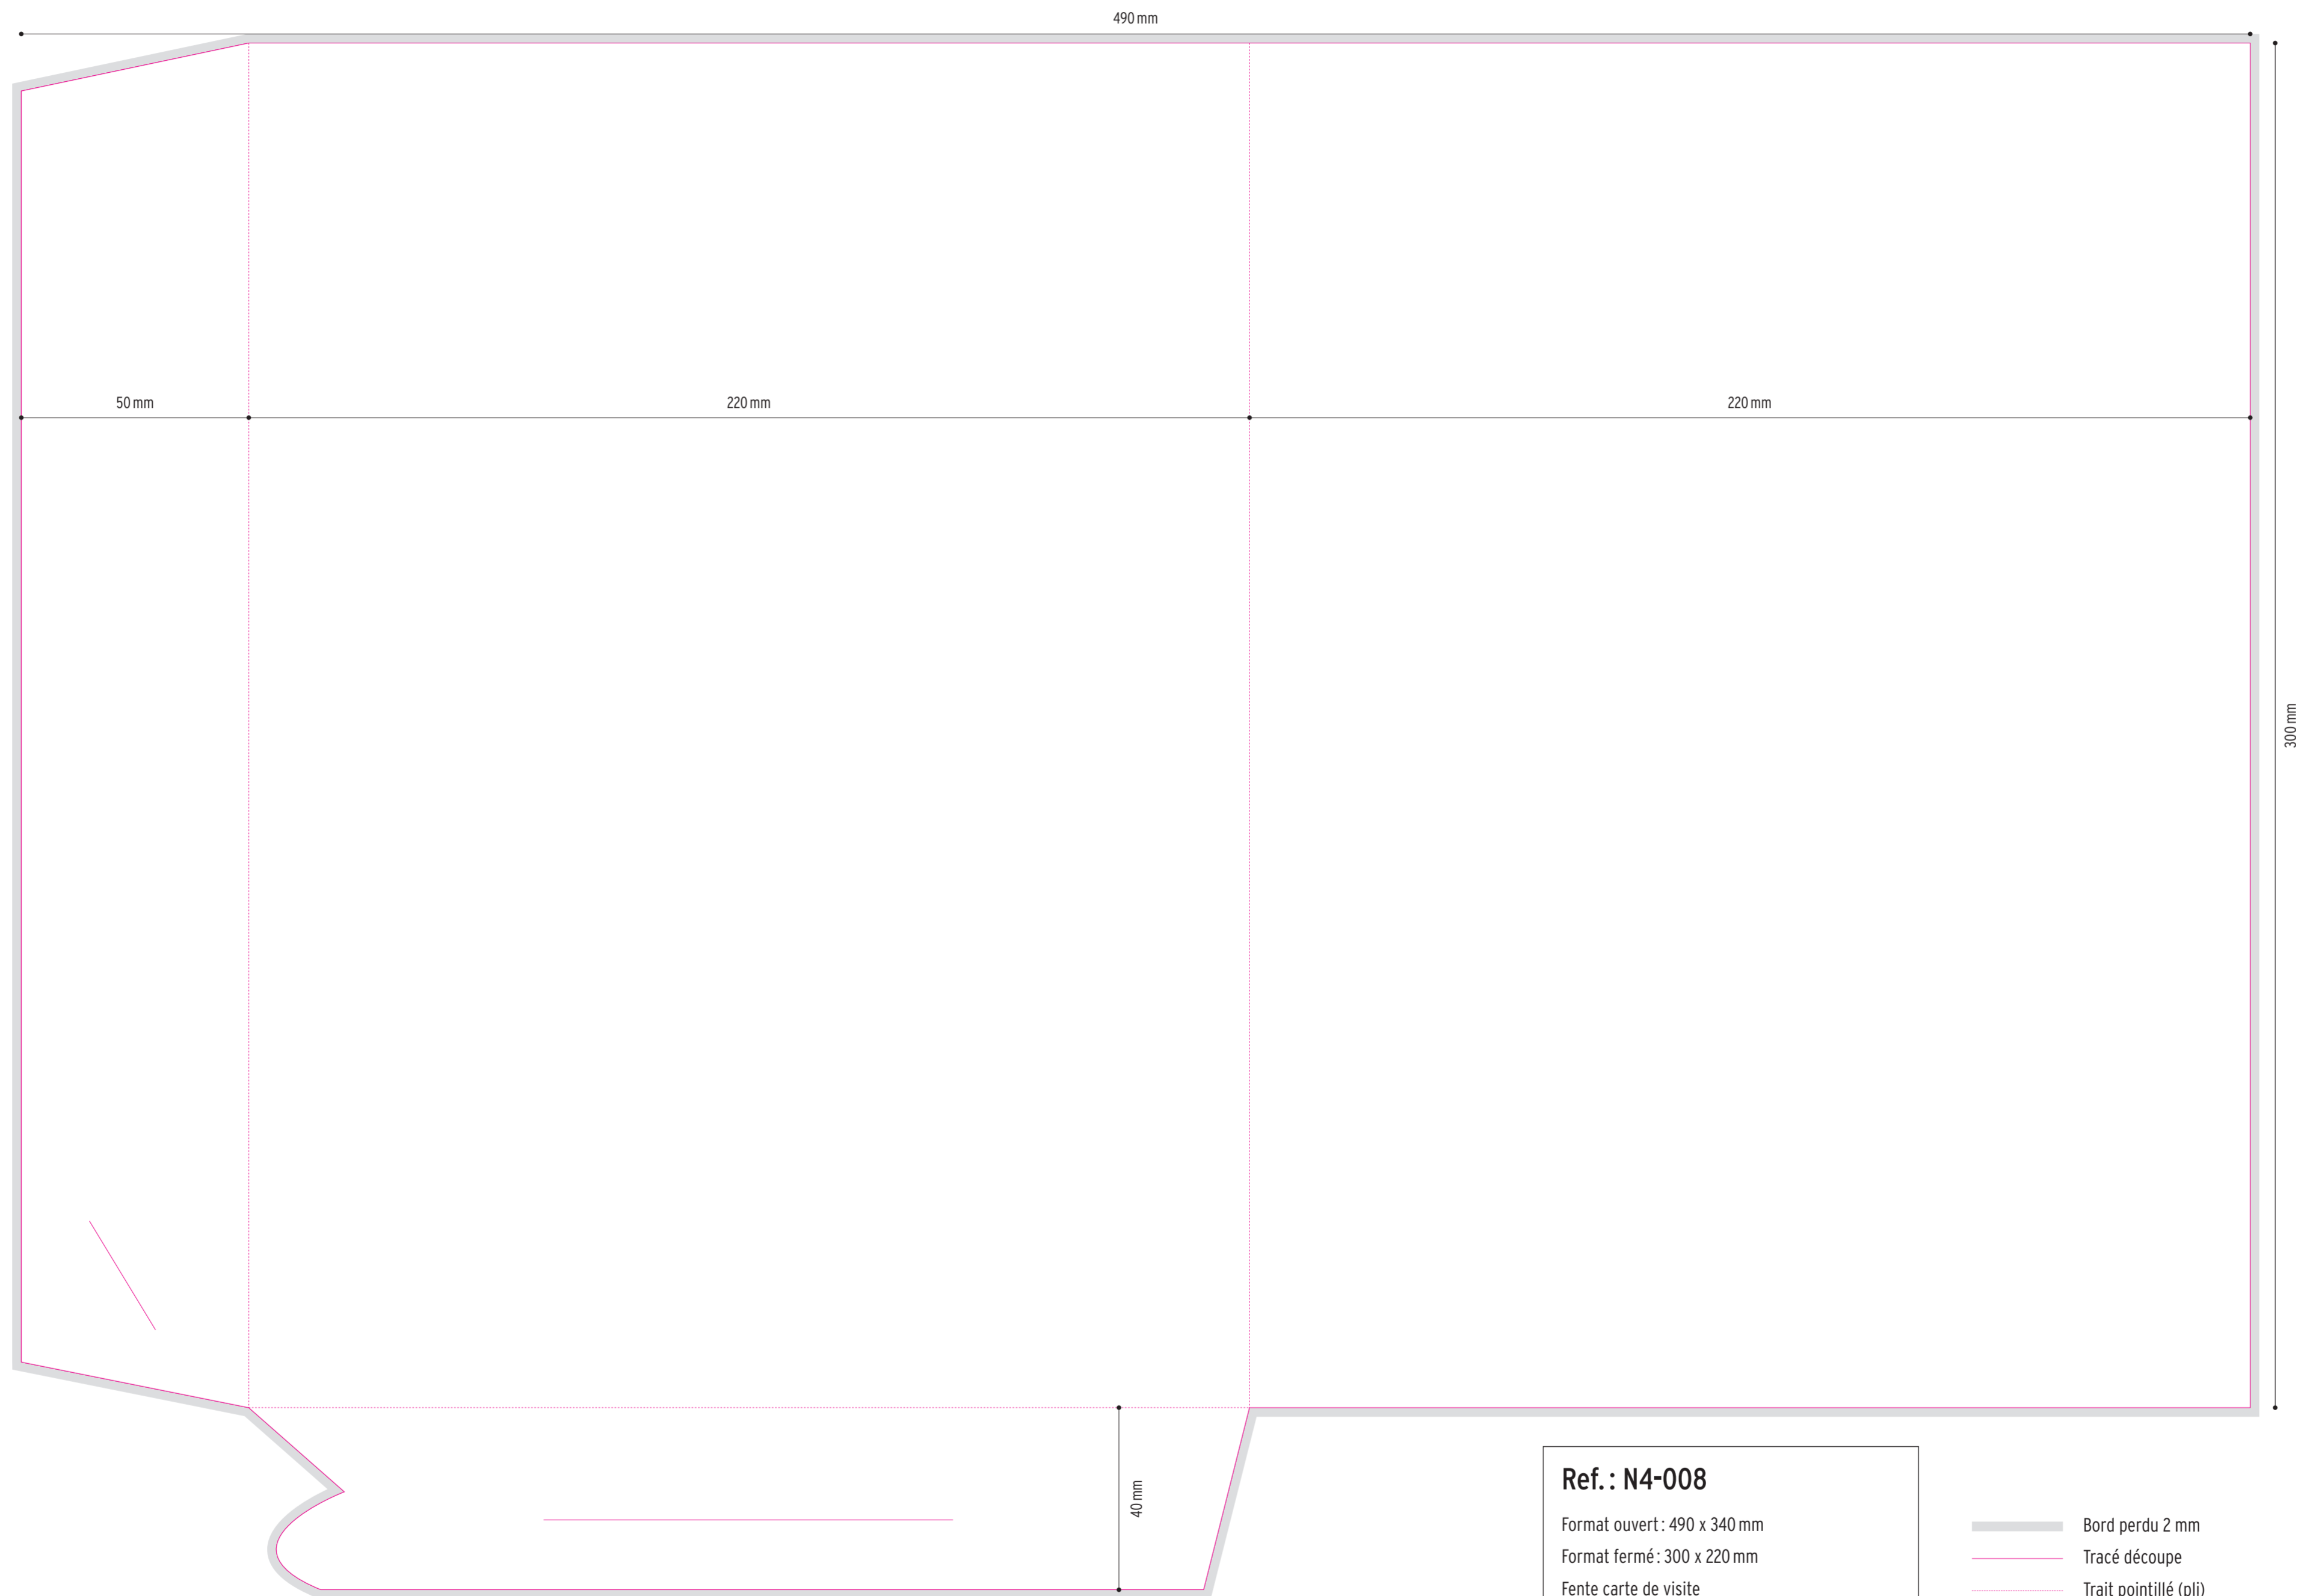 490 mm
50 mm
220 mm
220 mm
300 mm
40 mm
Ref. : N4-008
Format ouvert : 490 x 340 mm
Format fermé : 300 x 220 mm
Fente carte de visite
Bord perdu 2 mm
Tracé découpe
Trait pointillé (pli)